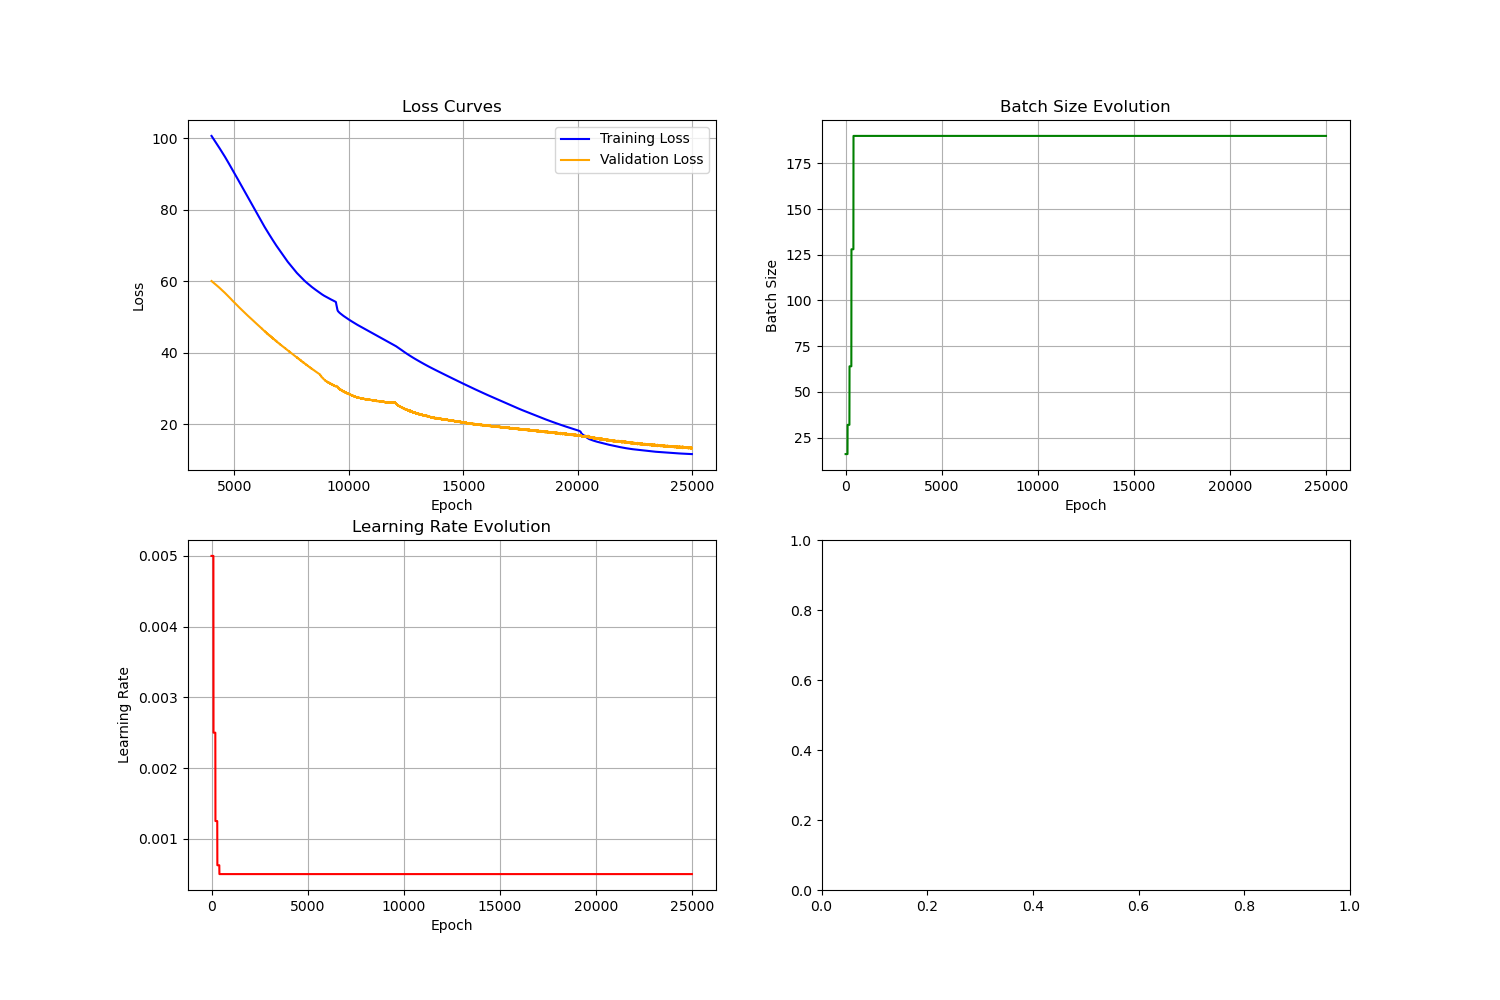 Loss Curves
100
80
60
40
20
Loss
Training Loss
Validation Loss
5000 10000 15000 20000 25000
Epoch
Batch Size Evolution
175
150
125
100
75
50
25
Batch Size
0 5000 10000 15000 20000 25000
Epoch
Learning Rate Evolution
0.005
0.004
0.003
0.002
0.001
Learning Rate
0 5000 10000 15000 20000 25000
Epoch
1.0
0.8
0.6
0.4
0.2
0.0
0.0 0.2 0.4 0.6 0.8 1.0